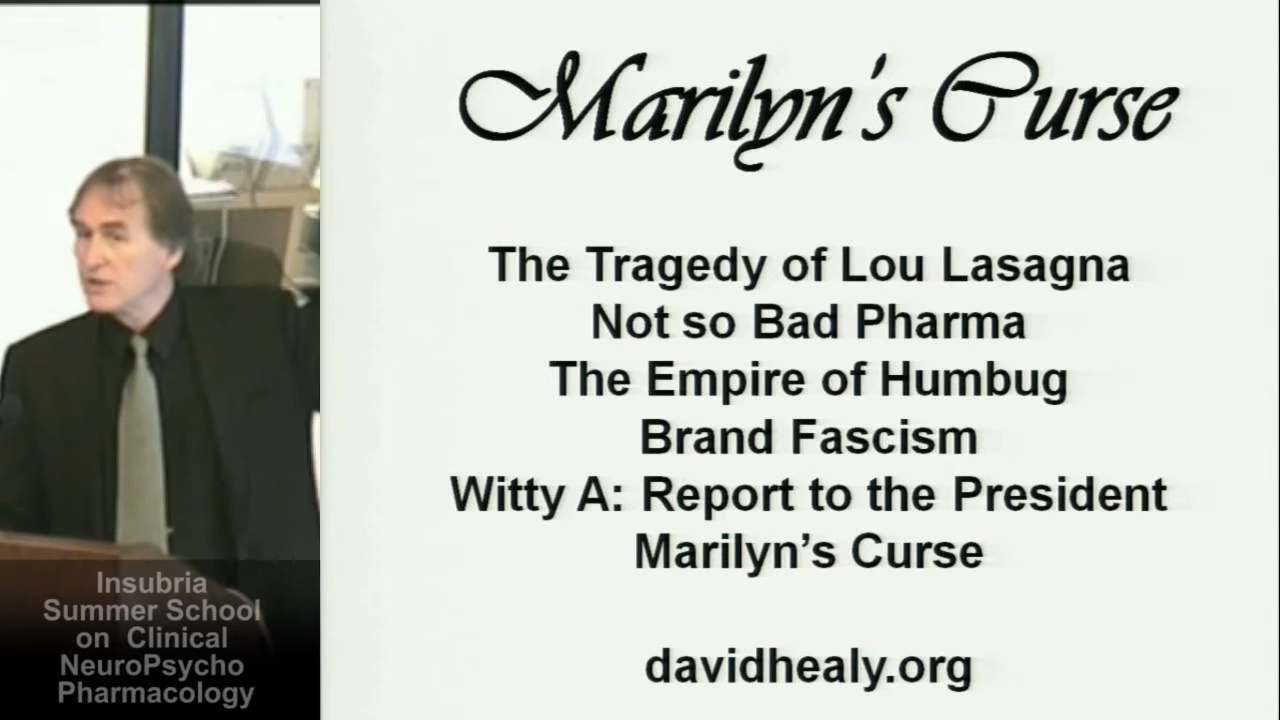 Marilyn's Curse
The Tragedy of Lou Lasagna
Not so Bad Pharma
The Empire of Humbug
Brand Fascism
Witty A: Report to the President
Marilyn’s Curse
davidhealy.org
Insubria
Summer School
on Clinical
NeuroPsycho
Pharmacology